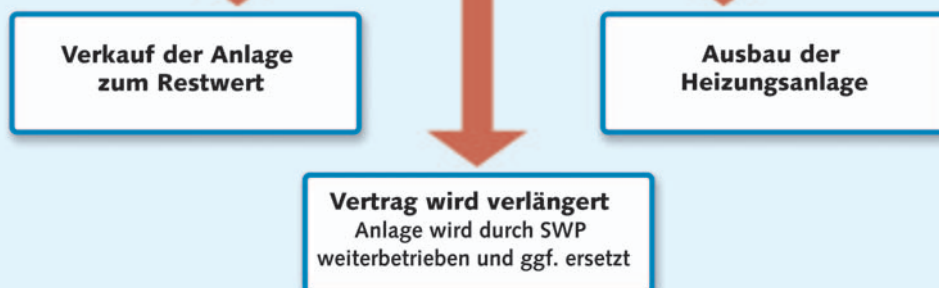 Verkauf der Anlage
zum Restwert
Ausbau der
Heizungsanlage
Vertrag wird verlängert
Anlage wird durch SWP
weiterbetrieben und ggf. ersetzt